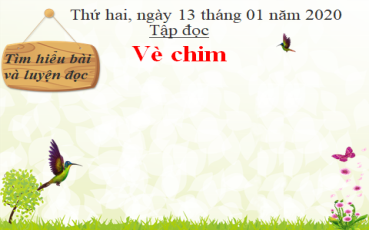 Thứ hai, ngày 13 tháng 01 năm 2020
Tập đọc
Vè chim
Tìm hiểu bài
và luyện đọc